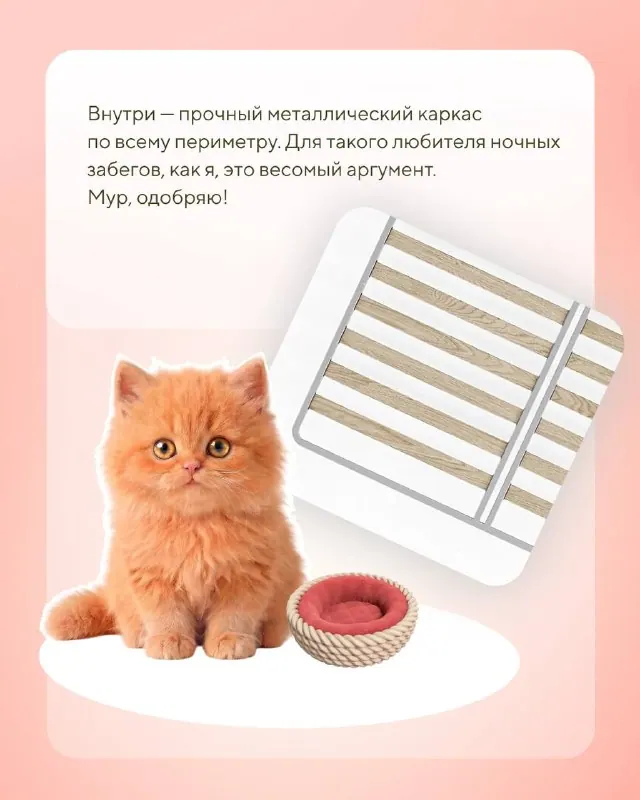 Внутри — прочный металлический каркас
по всему периметру. Для такого любителя ночных
забегов, как я, это весомый аргумент.
Мур, одобряю!